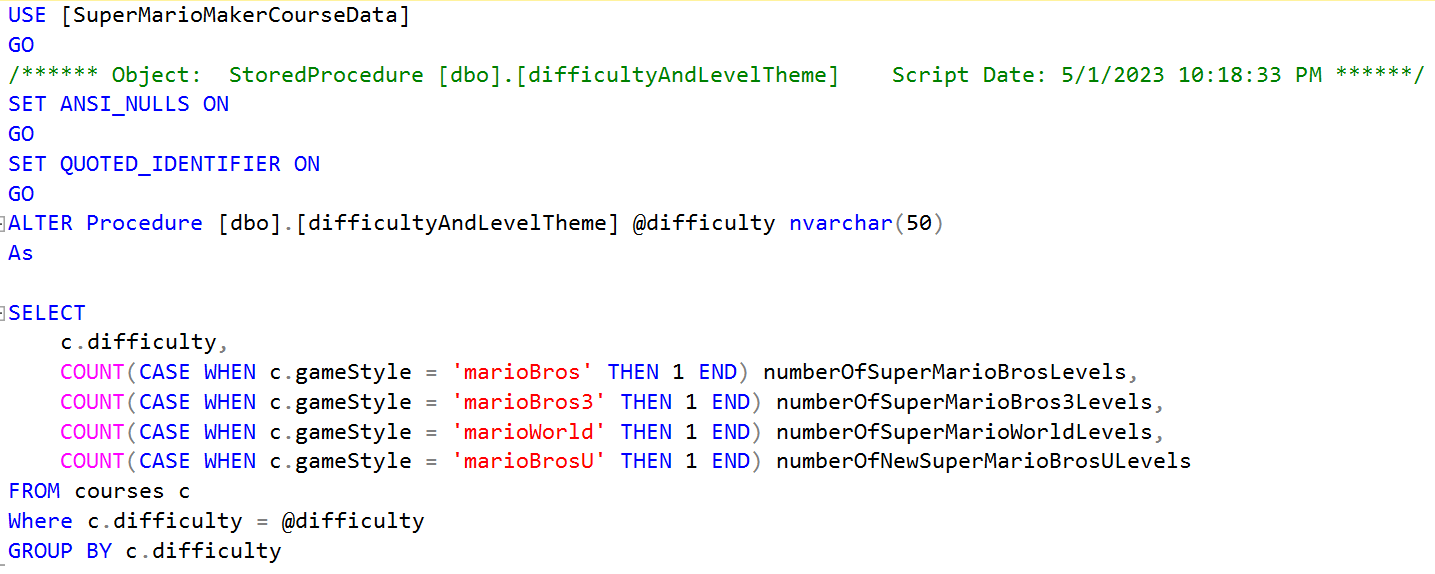 USE [SuperMarioMakerCourseData]
GO
/****** Object:  StoredProcedure [dbo].[difficultyAndLevelTheme]    Script Date: 5/1/2023 10:18:33 PM ******/
SET ANSI_NULLS ON
GO
SET QUOTED_IDENTIFIER ON
GO
ALTER Procedure [dbo].[difficultyAndLevelTheme] @difficulty nvarchar(50)
As

SELECT
    c.difficulty,
    COUNT(CASE WHEN c.gameStyle = 'marioBros' THEN 1 END) numberOfSuperMarioBrosLevels,
    COUNT(CASE WHEN c.gameStyle = 'marioBros3' THEN 1 END) numberOfSuperMarioBros3Levels,
    COUNT(CASE WHEN c.gameStyle = 'marioWorld' THEN 1 END) numberOfSuperMarioWorldLevels,
    COUNT(CASE WHEN c.gameStyle = 'marioBrosU' THEN 1 END) numberOfNewSuperMarioBrosULevels
FROM courses c
Where c.difficulty = @difficulty
GROUP BY c.difficulty